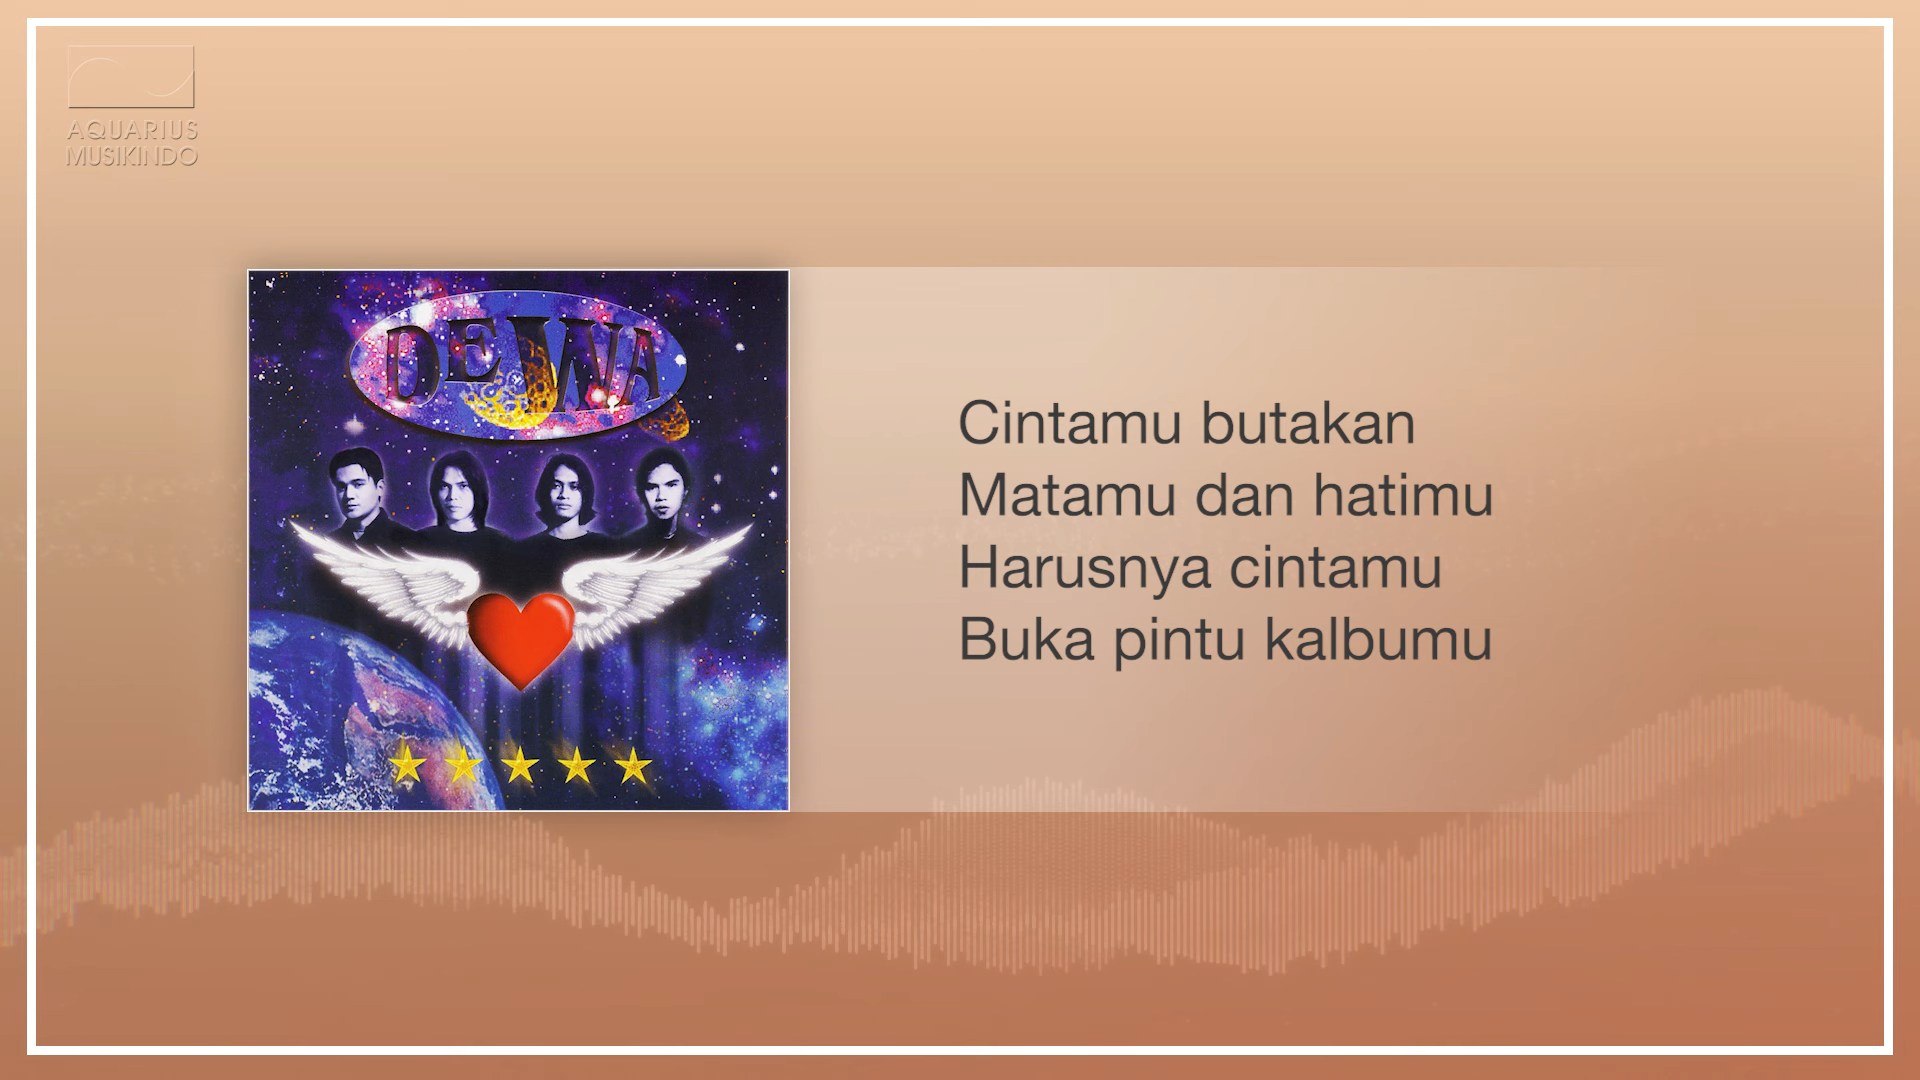 AQUARIUS
MUSIKINDO
DEWA
Cintamu butakan
Matamu dan hatimu
Harusnya cintamu
Buka pintu kalbumu